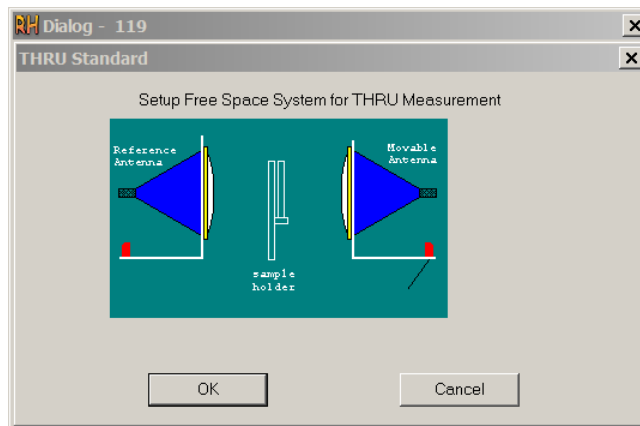 RH Dialog - 119
THRU Standard
Setup Free Space System for THRU Measurement
Reference
Antenna
Movable
Antenna
sample
holder
OK
Cancel